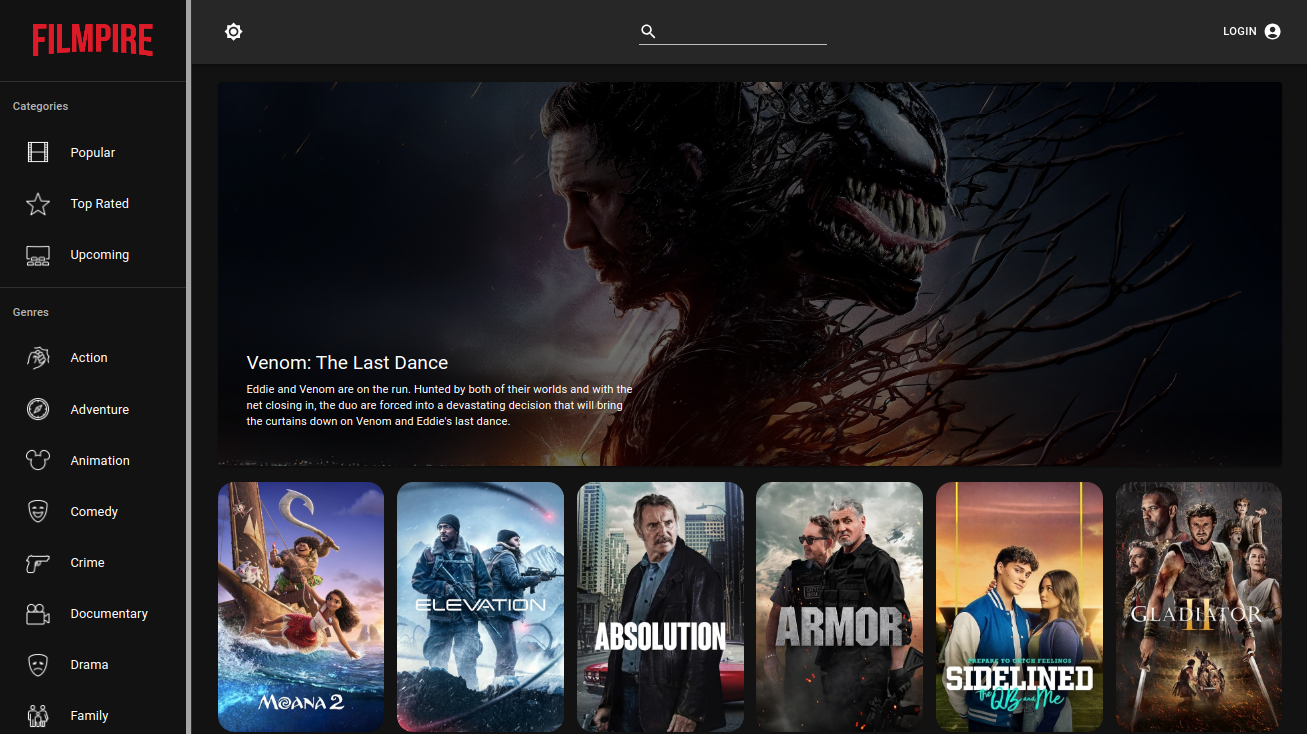 FILMPIRE
LOGIN
Categories
Popular
Top Rated
Upcoming
Genres
Action
Adventure
Animation
Comedy
Crime
Documentary
Drama
Family
Venom: The Last Dance
Eddie and Venom are on the run. Hunted by both of their worlds and with the
net closing in, the duo are forced into a devastating decision that will bring
the curtains down on Venom and Eddie's last dance.
MOANA 2
ELEVATION
ABSOLUTION
ARMOR
PREPARE TO CATCH FEELINGS
SIDELINED
the QB and Me
GLADIATOR
II